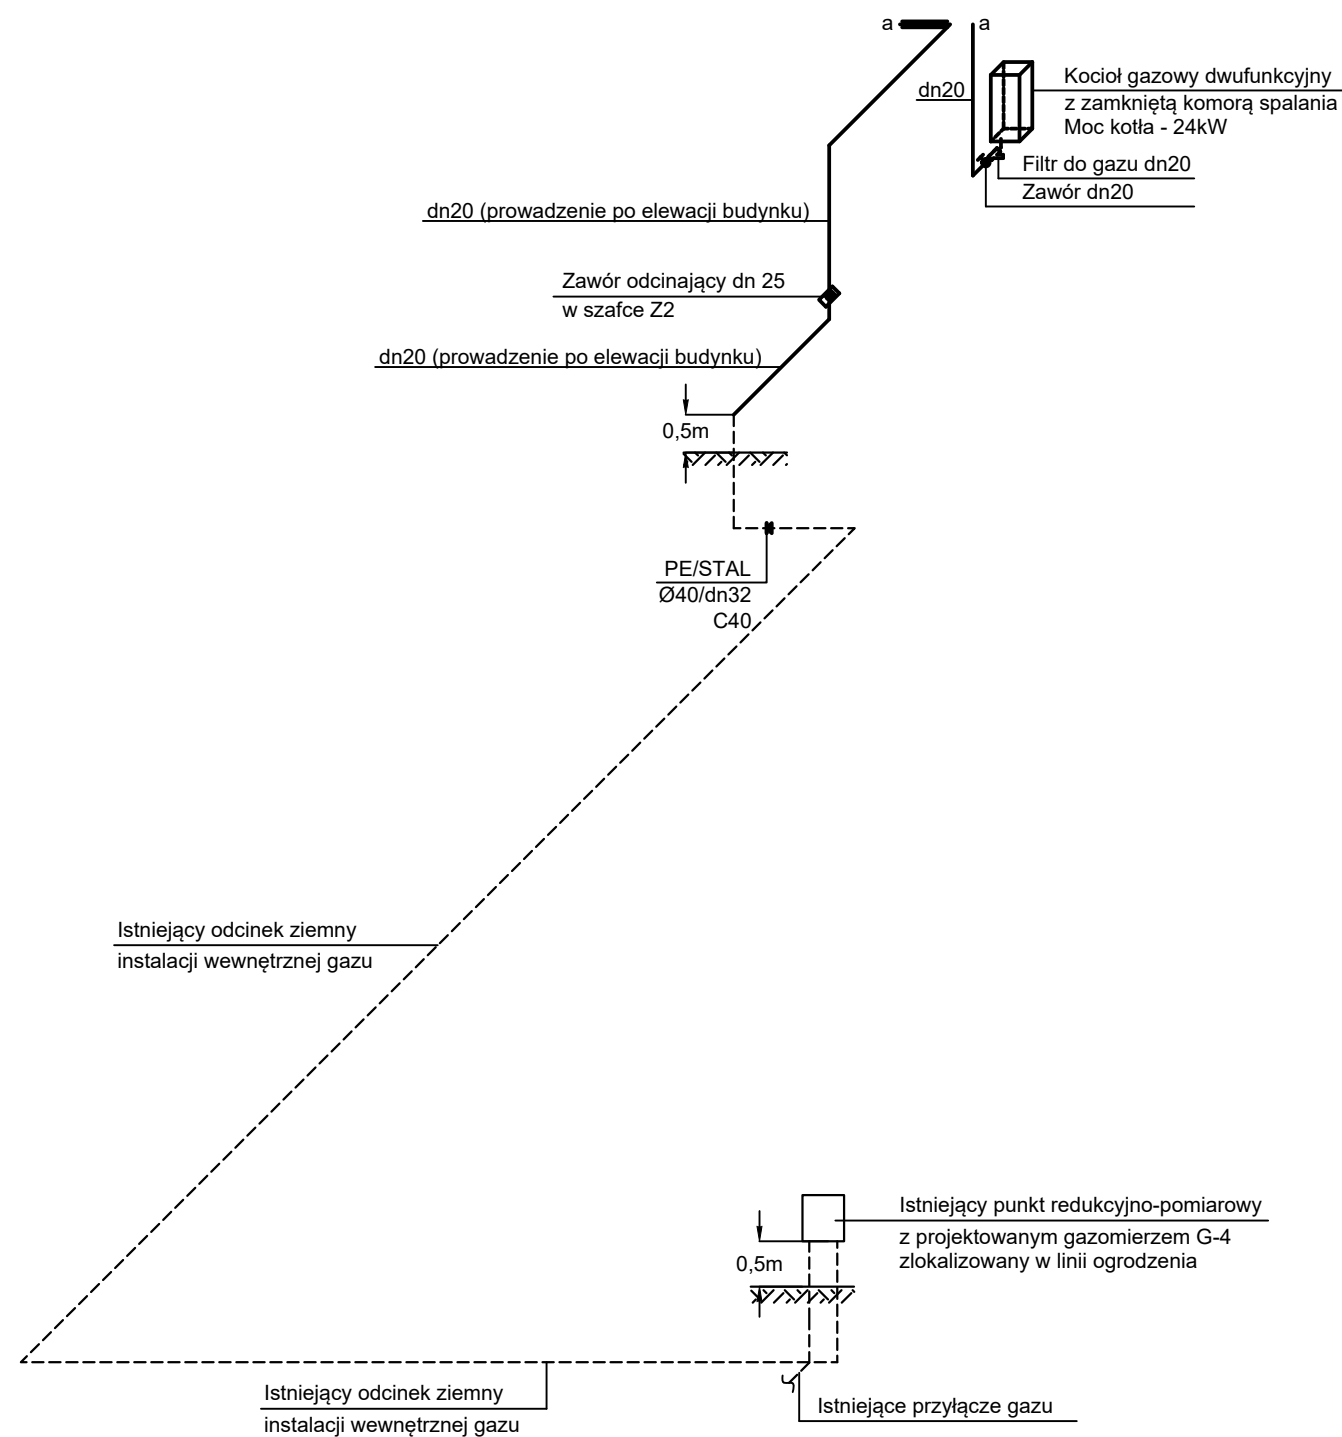 a
a
dn20
Kocioł gazowy dwufunkcyjny
z zamkniętą komorą spalania
Moc kotła - 24kW
Filtr do gazu dn20
Zawór dn20
dn20 (prowadzenie po elewacji budynku)
Zawór odcinający dn 25
w szafce Z2
dn20 (prowadzenie po elewacji budynku)
0,5m
PE/STAL
Ø40/dn32
C40
Istniejący odcinek ziemny
instalacji wewnętrznej gazu
Istniejący punkt redukcyjno-pomiarowy
z projektowanym gazomierzem G-4
zlokalizowany w linii ogrodzenia
0,5m
Istniejący odcinek ziemny
instalacji wewnętrznej gazu
Istniejące przyłącze gazu